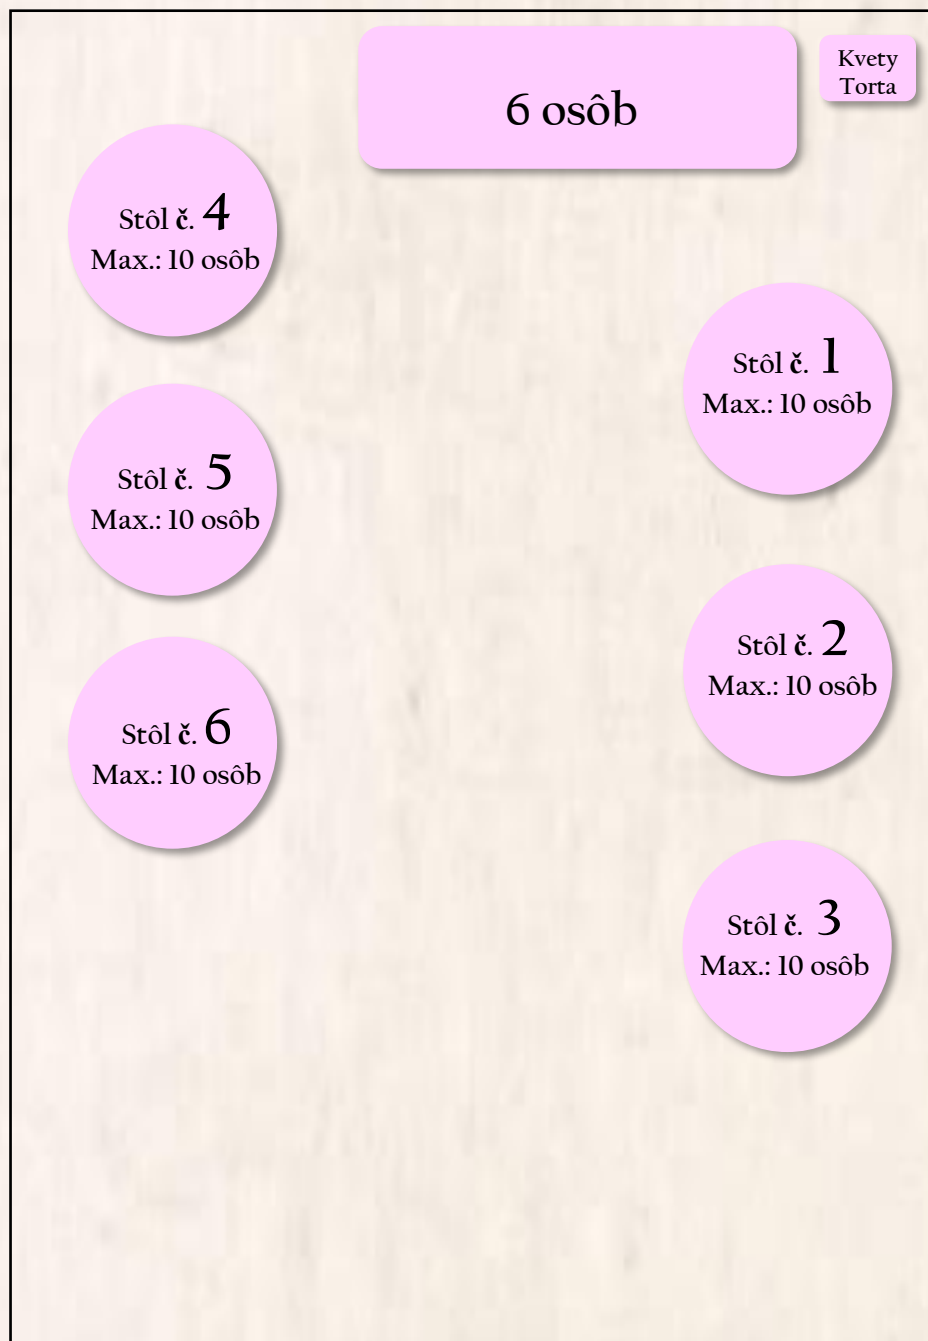 6 osôb
Kvety
Torta
Stôl č. 4
Max.: 10 osôb
Stôl č. 1
Max.: 10 osôb
Stôl č. 5
Max.: 10 osôb
Stôl č. 2
Max.: 10 osôb
Stôl č. 6
Max.: 10 osôb
Stôl č. 3
Max.: 10 osôb